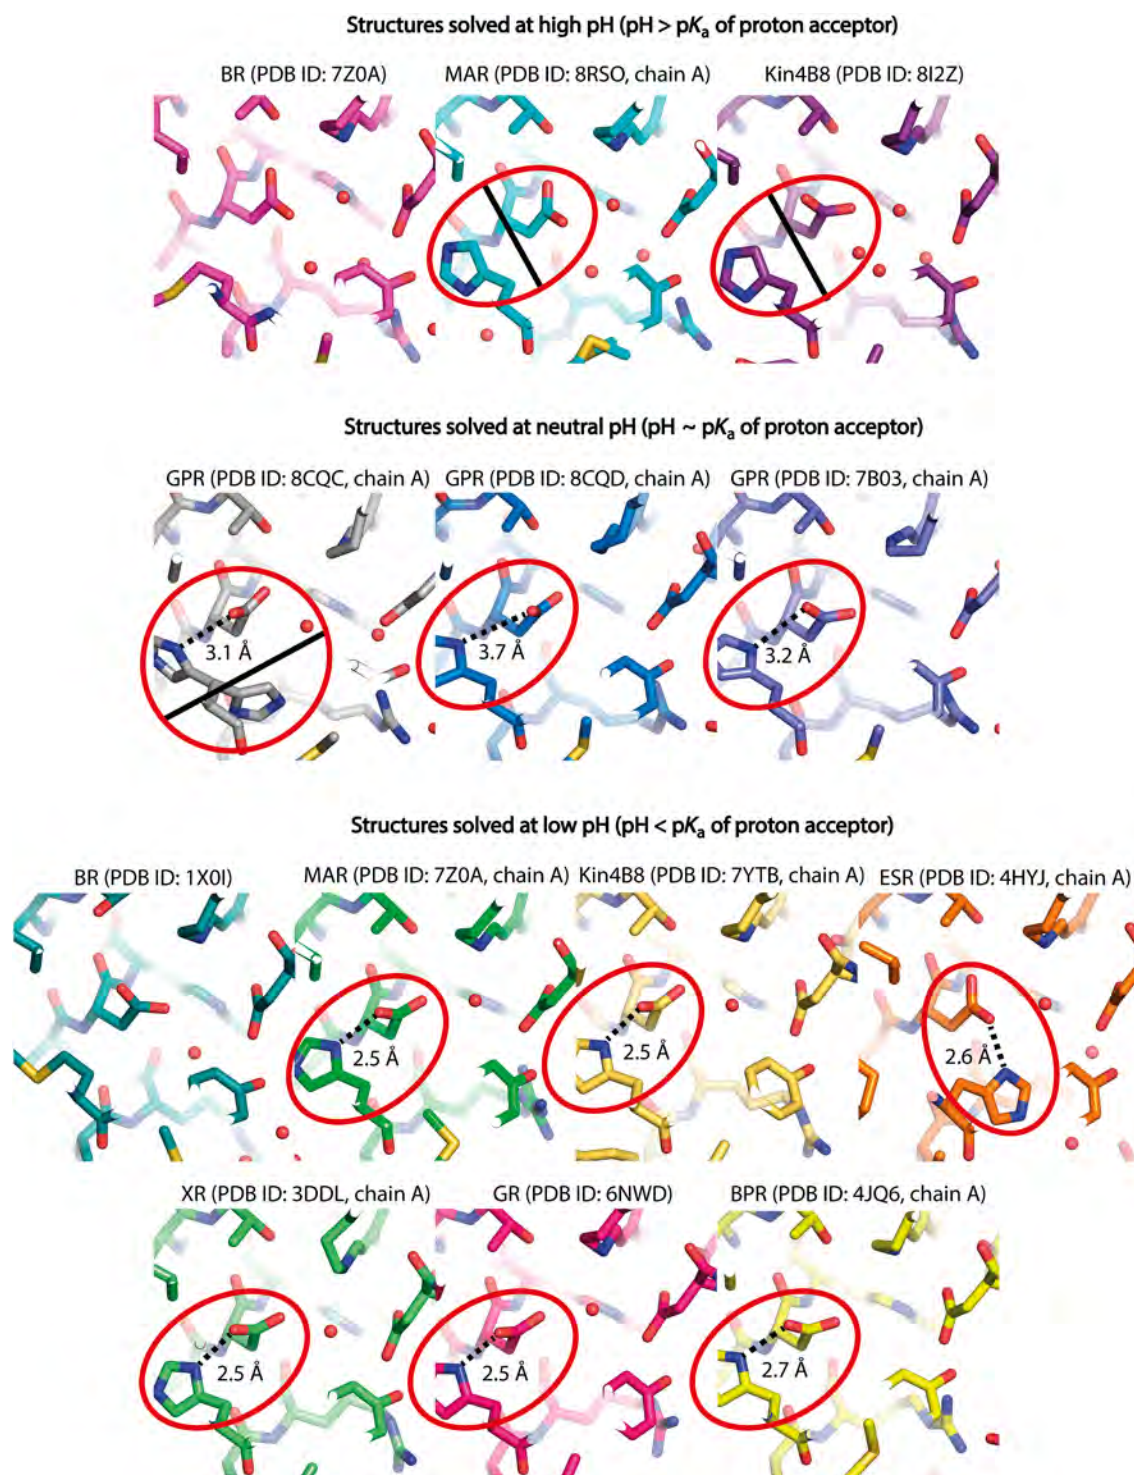 Structures solved at high pH (pH > pKa of proton acceptor)
BR (PDB ID: 7Z0A) MAR (PDB ID: 8RSO, chain A) Kin4B8 (PDB ID: 8I2Z)
Structures solved at neutral pH (pH ~ pKa of proton acceptor)
GPR (PDB ID: 8CQC, chain A) GPR (PDB ID: 8CQD, chain A) GPR (PDB ID: 7B03, chain A)
3.1 Å 3.7 Å 3.2 Å
Structures solved at low pH (pH < pKa of proton acceptor)
BR (PDB ID: 1X0I) MAR (PDB ID: 7Z0A, chain A) Kin4B8 (PDB ID: 7YTB, chain A) ESR (PDB ID: 4HYJ, chain A)
2.5 Å 2.5 Å 2.6 Å
XR (PDB ID: 3DDL, chain A) GR (PDB ID: 6NWD) BPR (PDB ID: 4JQ6, chain A)
2.5 Å 2.5 Å 2.7 Å